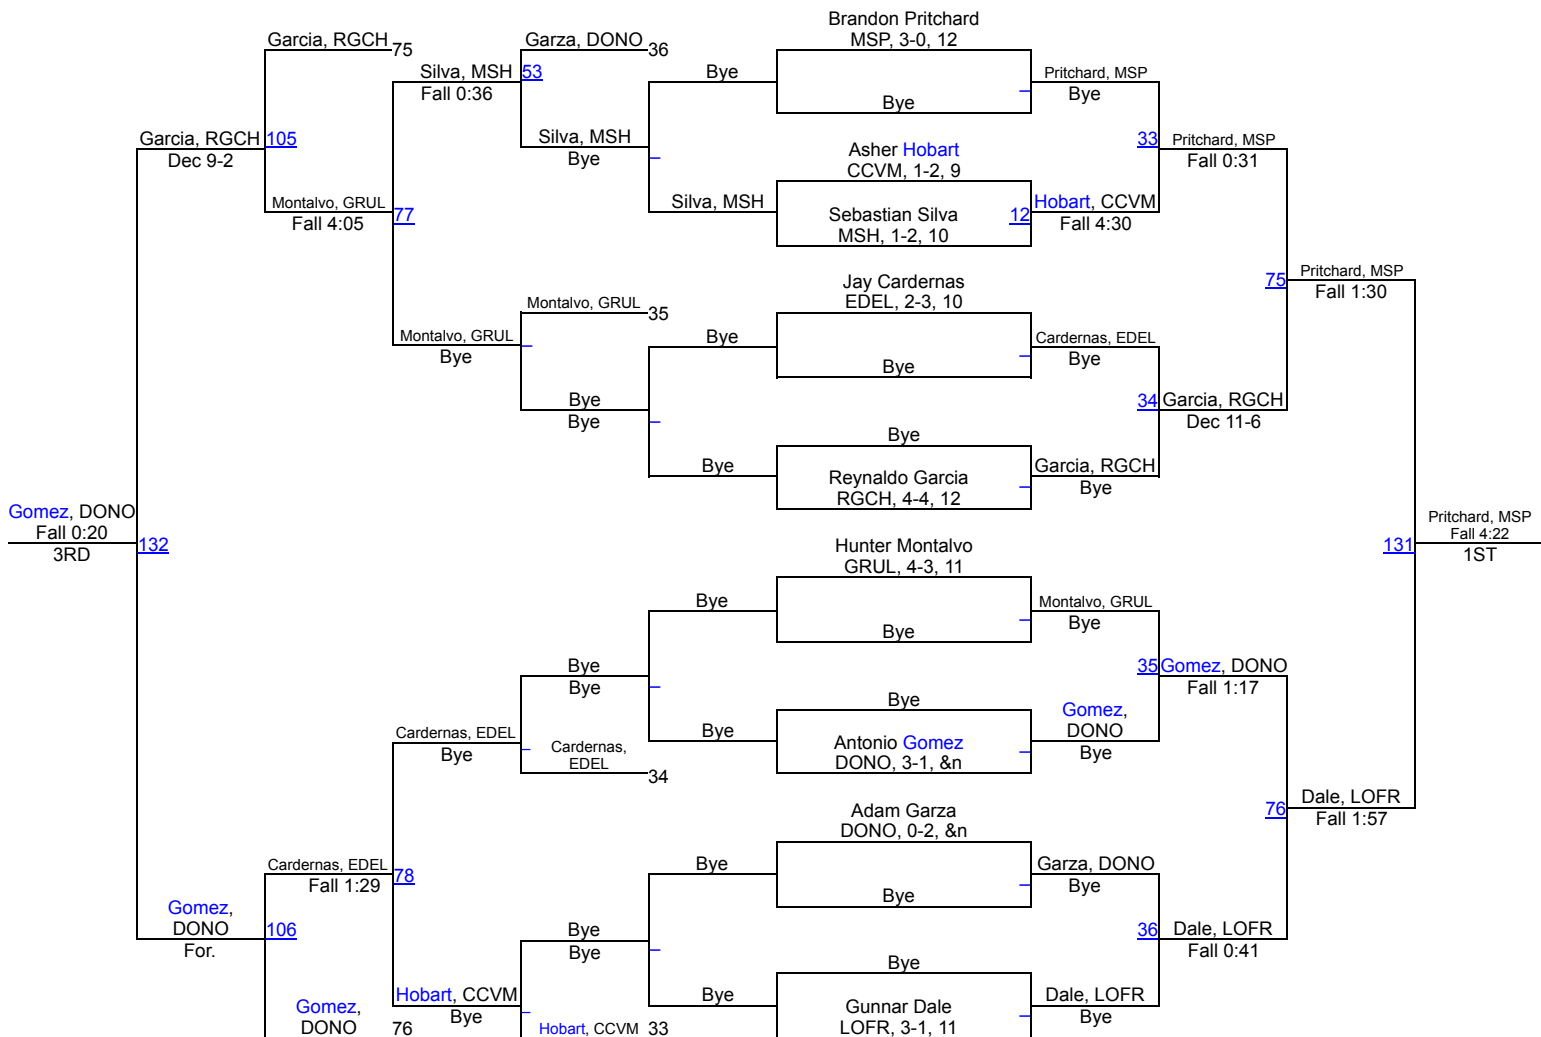 Brandon Pritchard
MSP, 3-0, 12
Garcia, RGCH 75
Garza, DONO 36
Silva, MSH 53
Fall 0:36
Bye
Pritchard, MSP
Bye
Bye
Garcia, RGCH 105
Dec 9-2
Silva, MSH
Bye
Asher Hobart
CCVM, 1-2, 9
33 Pritchard, MSP
Fall 0:31
Montalvo, GRUL
Fall 4:05
77
Silva, MSH
Sebastian Silva
MSH, 1-2, 10
12
Hobart, CCVM
Fall 4:30
Jay Cardernas
EDEL, 2-3, 10
75 Pritchard, MSP
Fall 1:30
Montalvo, GRUL 35
Montalvo, GRUL
Bye
Bye
Cardernas, EDEL
Bye
Bye
Bye
Bye
34 Garcia, RGCH
Dec 11-6
Bye
Bye
Reynaldo Garcia
RGCH, 4-4, 12
Garcia, RGCH
Bye
Gomez, DONO
Fall 0:20
3RD
132
Hunter Montalvo
GRUL, 4-3, 11
131
Pritchard, MSP
Fall 4:22
1ST
Bye
Montalvo, GRUL
Bye
Bye
Bye
Bye
35 Gomez, DONO
Fall 1:17
Cardernas, EDEL
Bye
Cardernas,
EDEL
34
Bye
Bye
Antonio Gomez
DONO, 3-1, &n
Gomez,
DONO
Bye
Adam Garza
DONO, 0-2, &n
76 Dale, LOFR
Fall 1:57
Cardernas, EDEL
Fall 1:29
78
Bye
Garza, DONO
Bye
Bye
Gomez,
DONO
For.
106
Bye
Bye
36 Dale, LOFR
Fall 0:41
Bye
Gomez,
DONO
76
Hobart, CCVM
Bye
Hobart, CCVM 33
Bye
Gunnar Dale
LOFR, 3-1, 11
Dale, LOFR
Bye